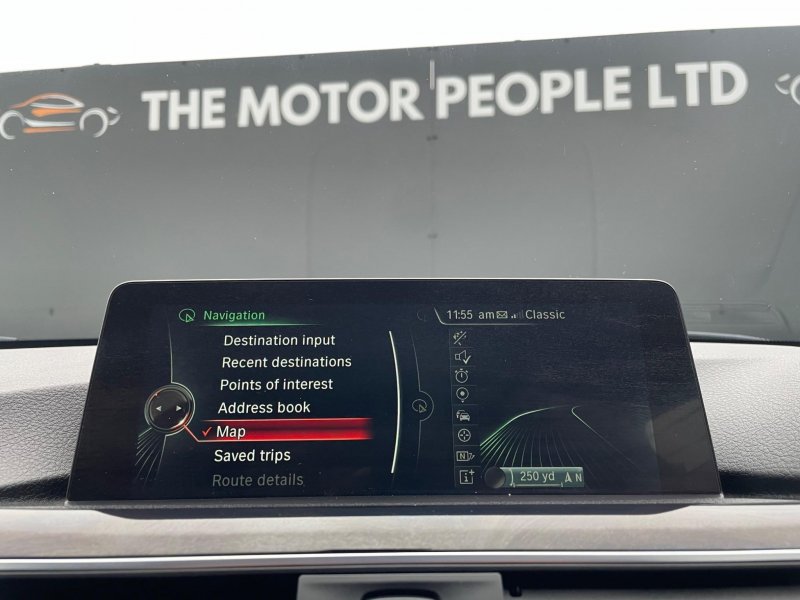 THE MOTOR PEOPLE LTD
Navigation
11:55 am Classic
Destination input
Recent destinations
Points of interest
Address book
Map
Saved trips
Route details
250 yd N